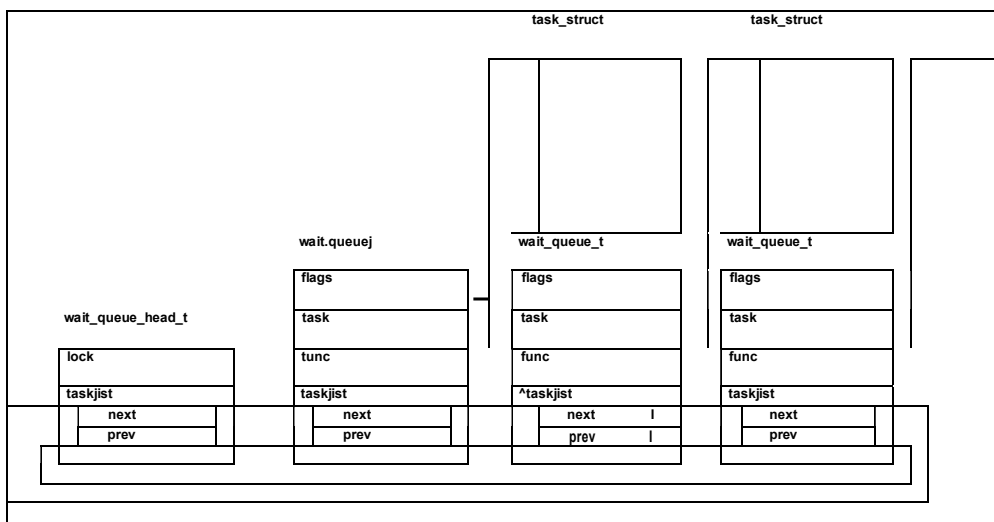 task_struct task_struct
wait.queuej wait_queue_t wait_queue_t
flags flags flags
wait_queue_head_t task task task
lock tunc func func
taskjist taskjist ^taskjist taskjist
next next next I next
prev prev prev I prev